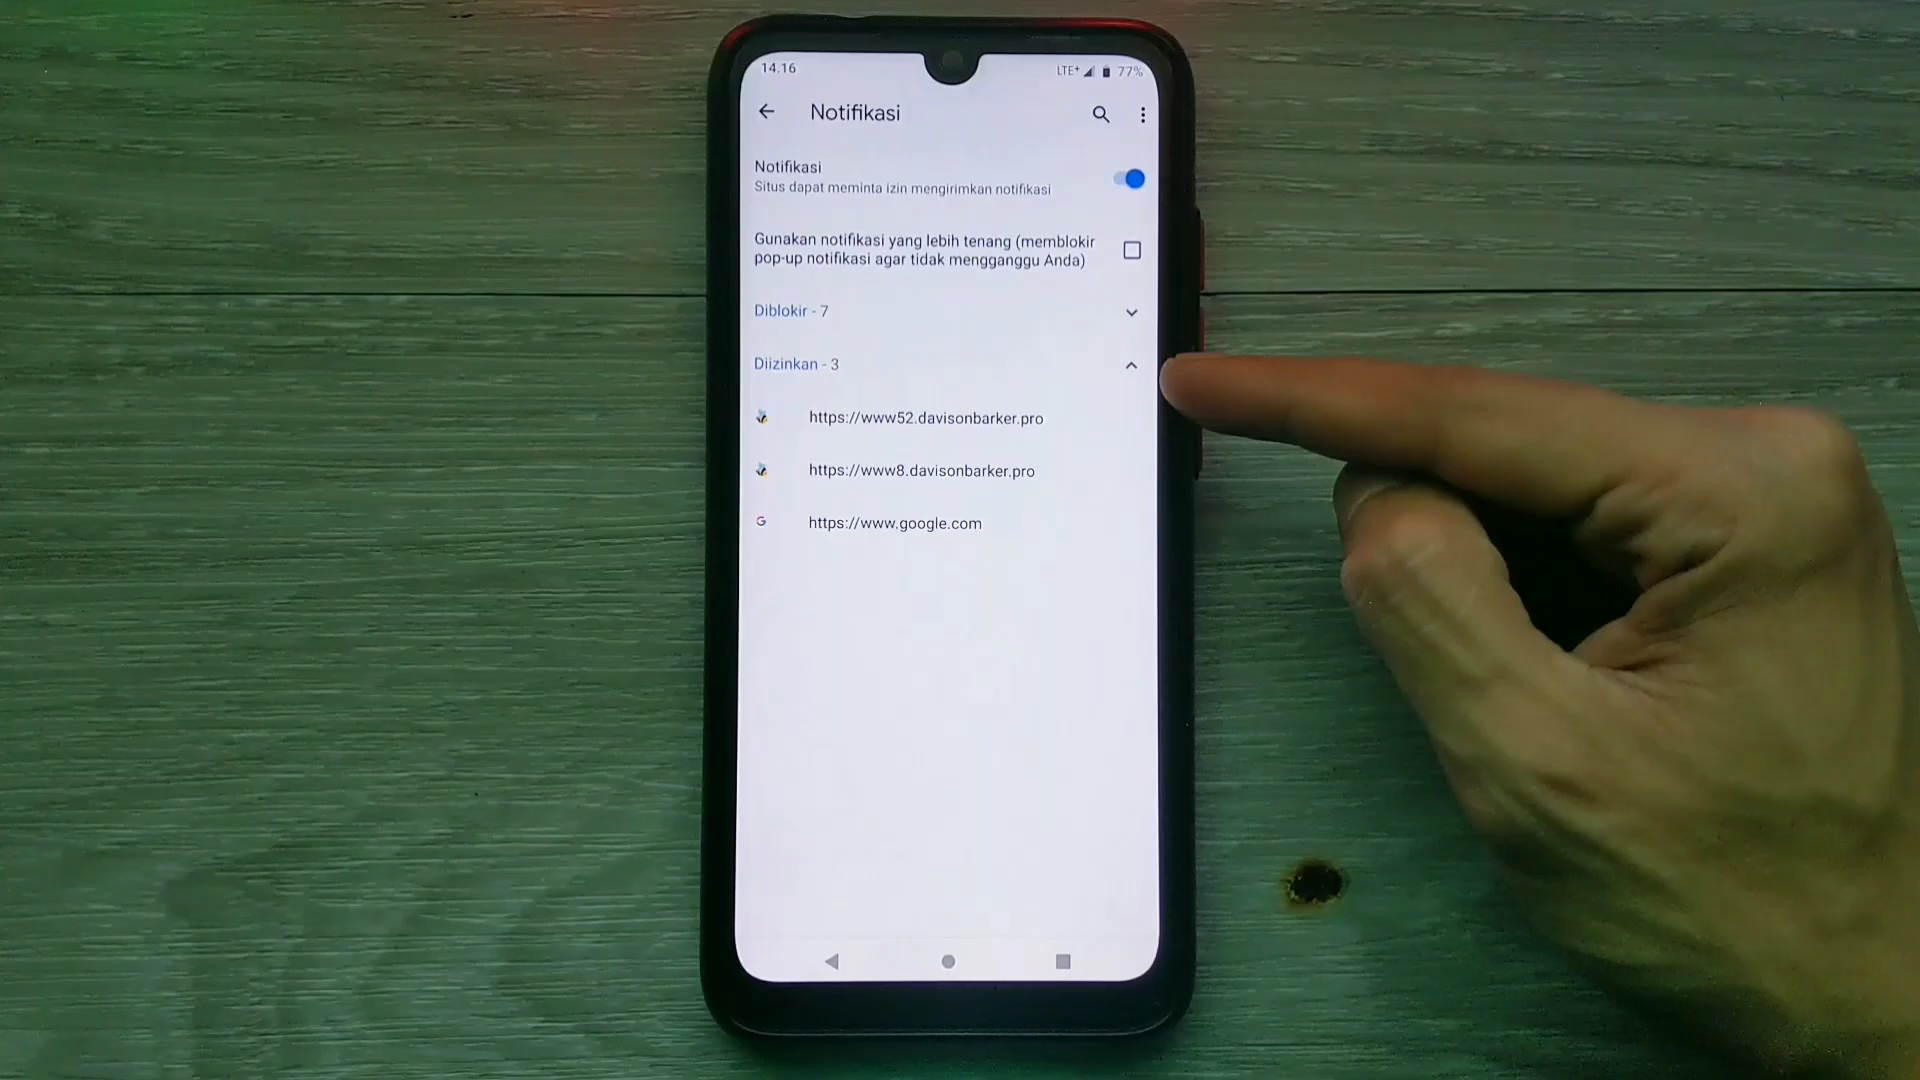 14.16
LTE+ 77%
Notifikasi
Notifikasi
Situs dapat meminta izin mengirimkan notifikasi
Gunakan notifikasi yang lebih tenang (memblokir
pop-up notifikasi agar tidak mengganggu Anda)
Diblokir - 7
Diizinkan - 3
https://www52.davisonbarker.pro
https://www8.davisonbarker.pro
G https://www.google.com